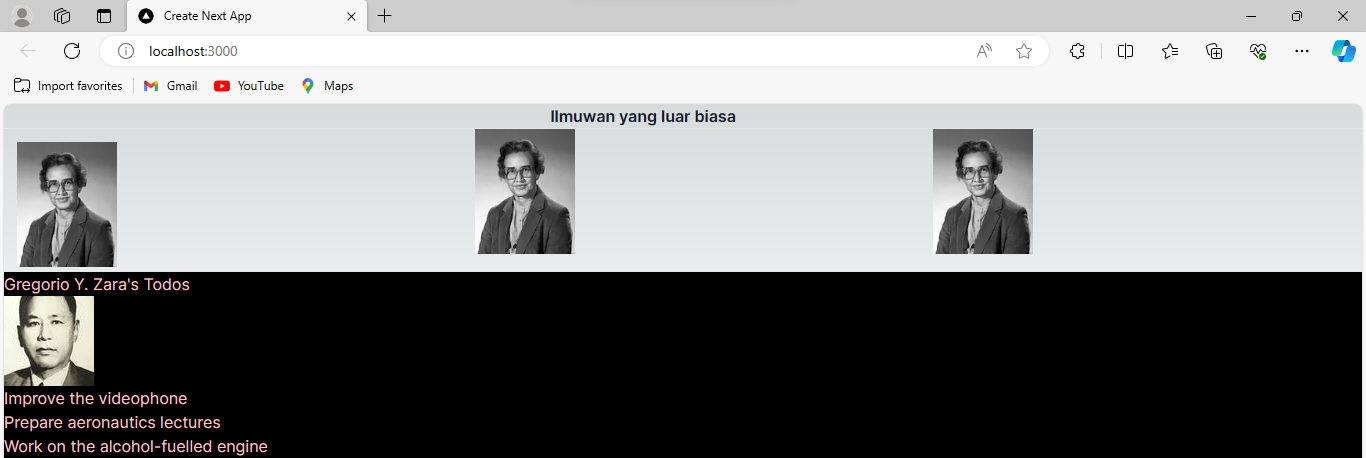 Create Next App
localhost:3000
A
Import favorites
Gmail
YouTube
Maps
Ilmuwan yang luar biasa
Gregorio Y. Zara's Todos
Improve the videophone
Prepare aeronautics lectures
Work on the alcohol-fuelled engine